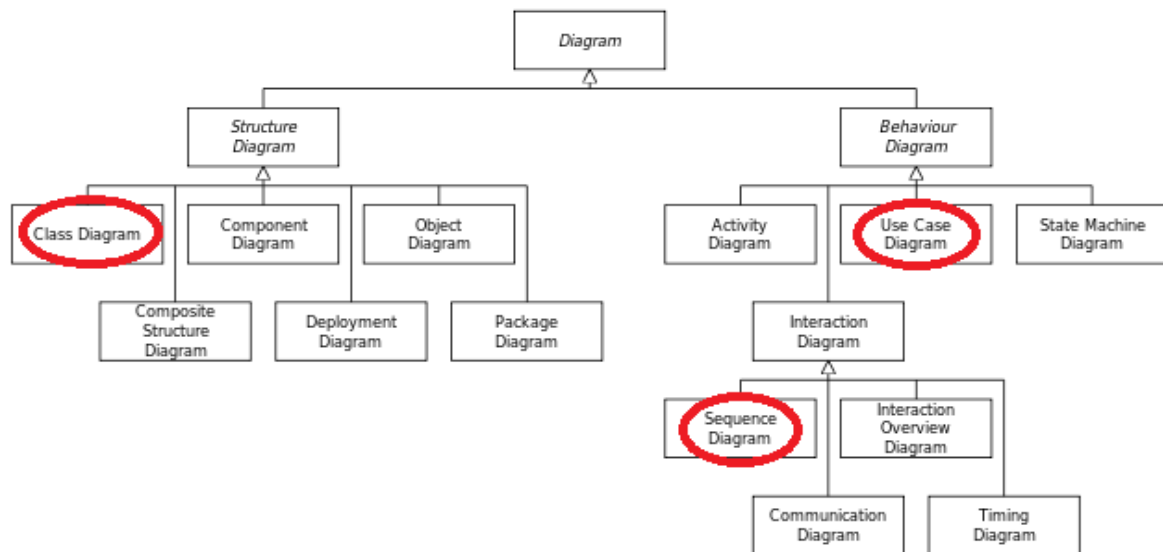 Diagram
Structure
Diagram
Behaviour
Diagram
Class Diagram
Component
Diagram
Object
Diagram
Activity
Diagram
Use Case
Diagram
State Machine
Diagram
Composite
Structure
Diagram
Deployment
Diagram
Package
Diagram
Interaction
Diagram
Sequence
Diagram
Interaction
Overview
Diagram
Communication
Diagram
Timing
Diagram